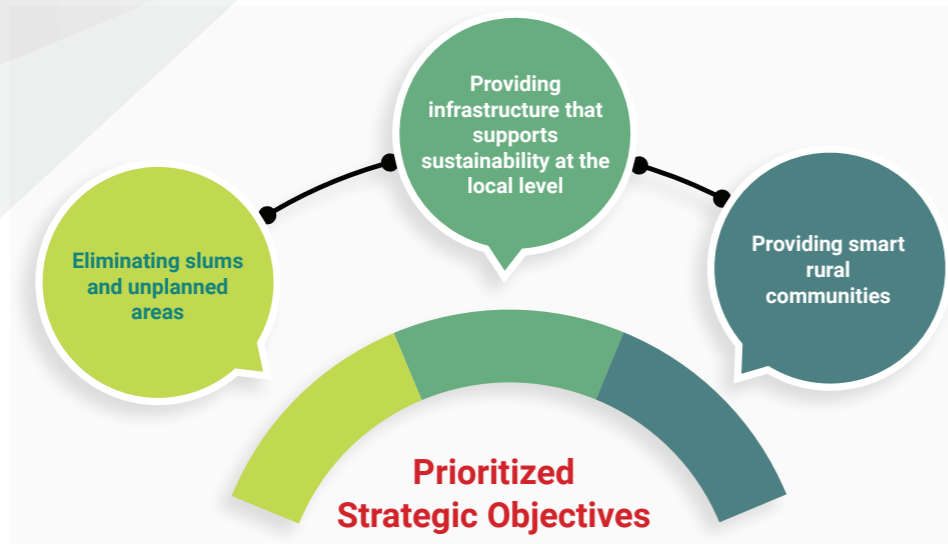 Providing
infrastructure that
supports
sustainability at the
local level
Eliminating slums
and unplanned
areas
Providing smart
rural
communities
Prioritized
Strategic Objectives